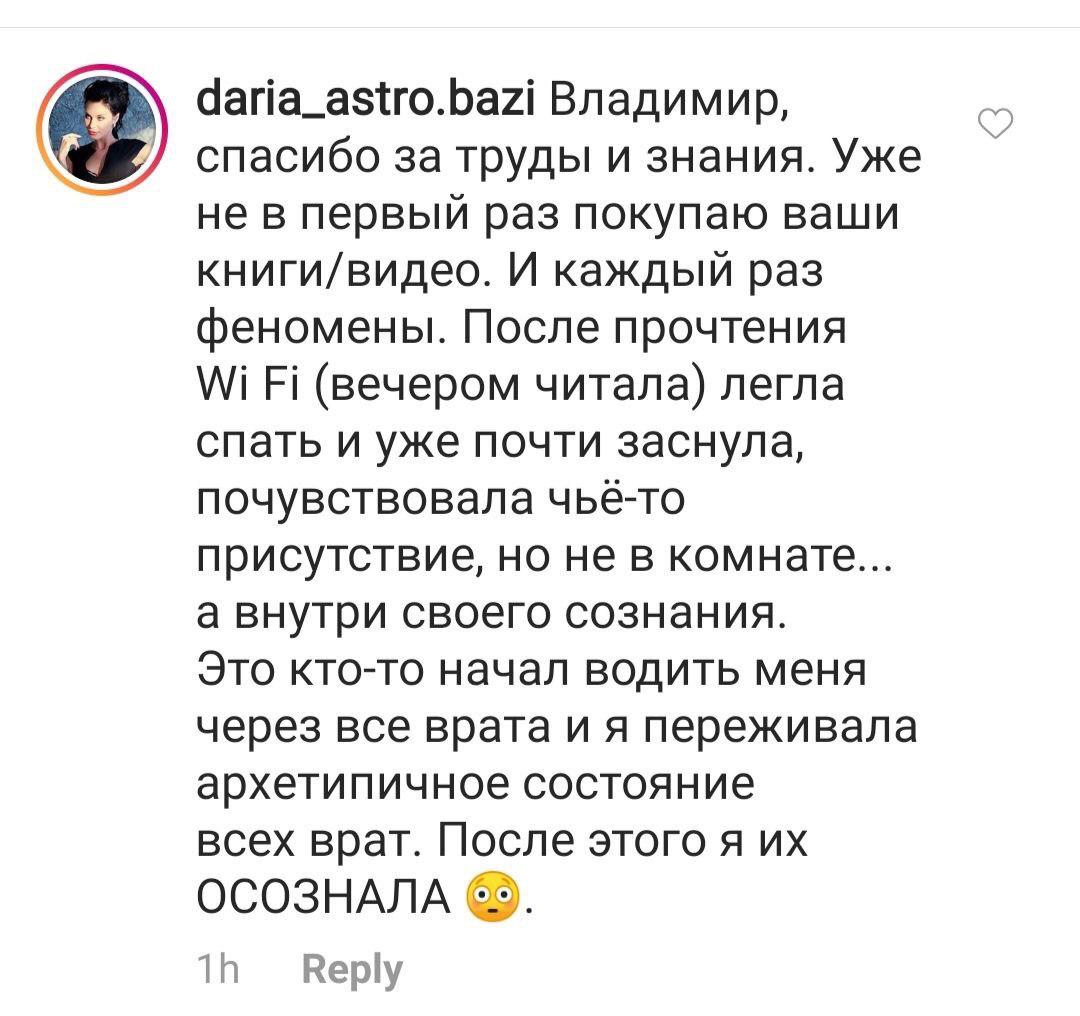 daria_astro.bazi Владимир,
спасибо за труды и знания. Уже
не в первый раз покупаю ваши
книги/видео. И каждый раз
феномены. После прочтения
Wi Fi (вечером читала) легла
спать и уже почти заснула,
почувствовала чьё-то
присутствие, но не в комнате...
а внутри своего сознания.
Это кто-то начал водить меня
через все врата и я переживала
архетипичное состояние
всех врат. После этого я их
ОСОЗНАЛА 😳.
1h Reply